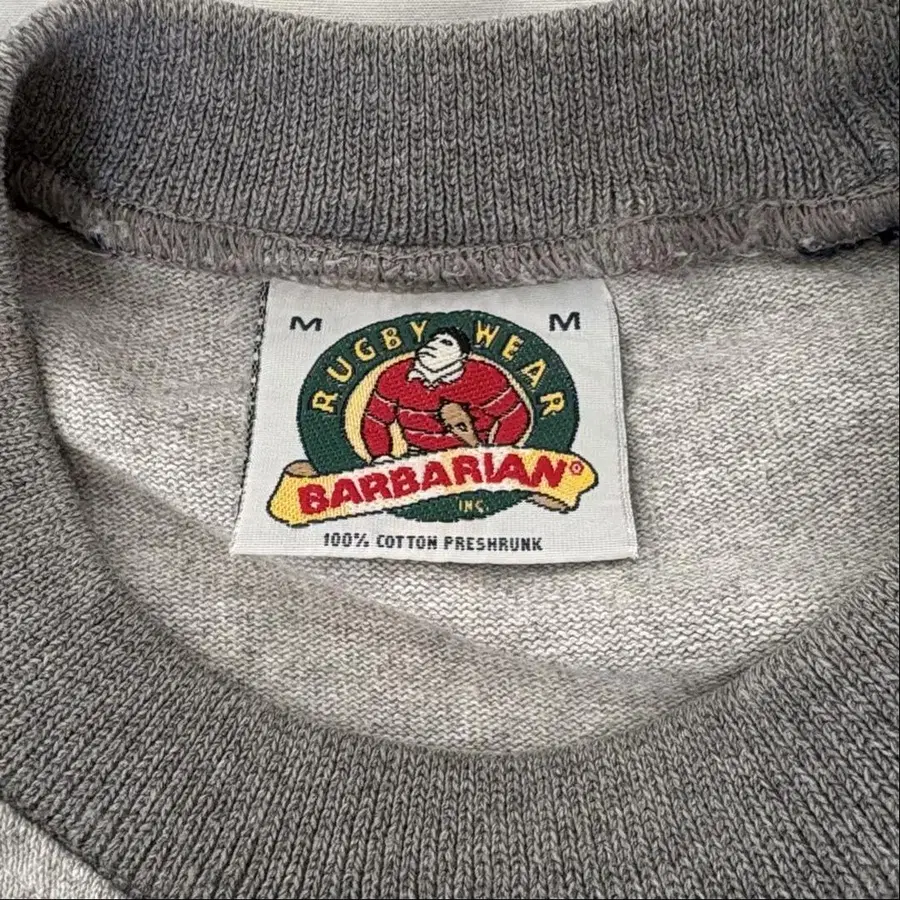 M M
RUGBY WEAR
BARBARIAN®
INC.
100% COTTON PRESHRUNK